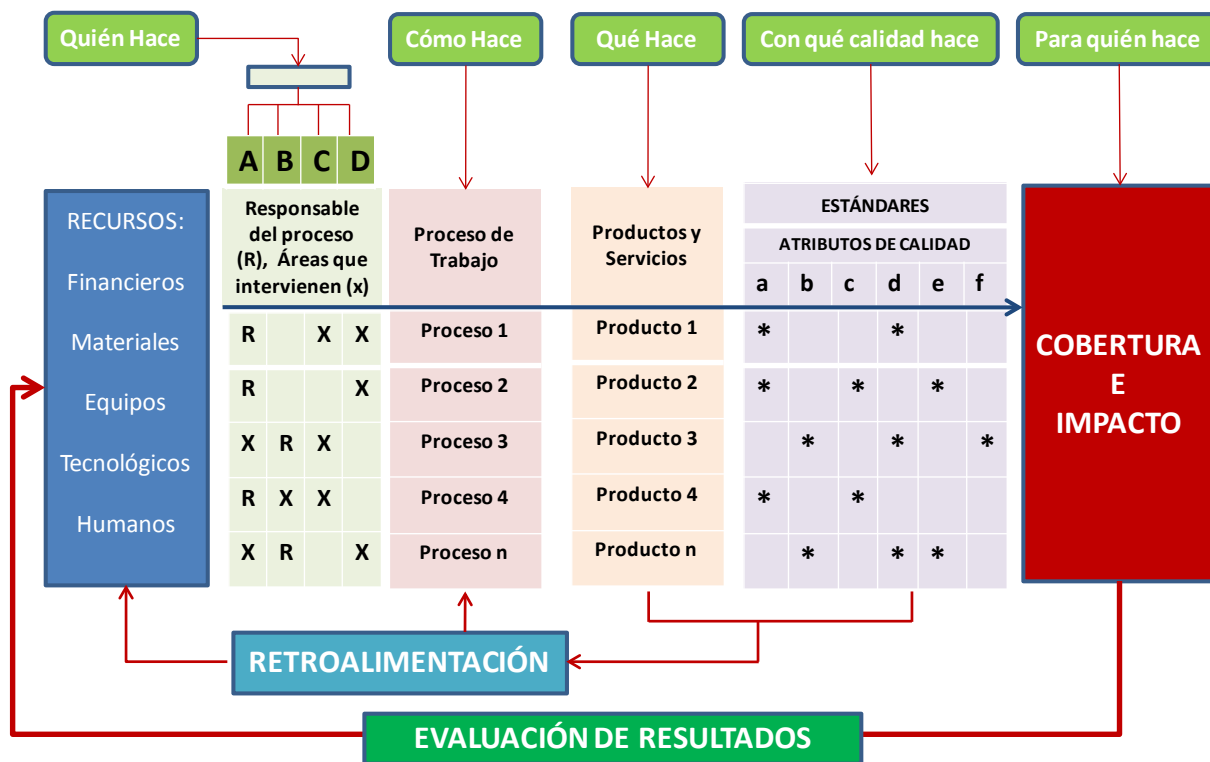 Quién Hace
Cómo Hace
Qué Hace
Con qué calidad hace
Para quién hace
A B C D
RECURSOS:
Financieros
Materiales
Equipos
Tecnológicos
Humanos
Responsable
del proceso
(R), Áreas que
intervienen (x)
Proceso de
Trabajo
Productos y
Servicios
ESTÁNDARES
ATRIBUTOS DE CALIDAD
a b c d e f
R X X Proceso 1 Producto 1 * *
R X Proceso 2 Producto 2 * * *
X R X Proceso 3 Producto 3 * * *
R X X Proceso 4 Producto 4 * *
X R X Proceso n Producto n * * *
COBERTURA
E
IMPACTO
RETROALIMENTACIÓN
EVALUACIÓN DE RESULTADOS